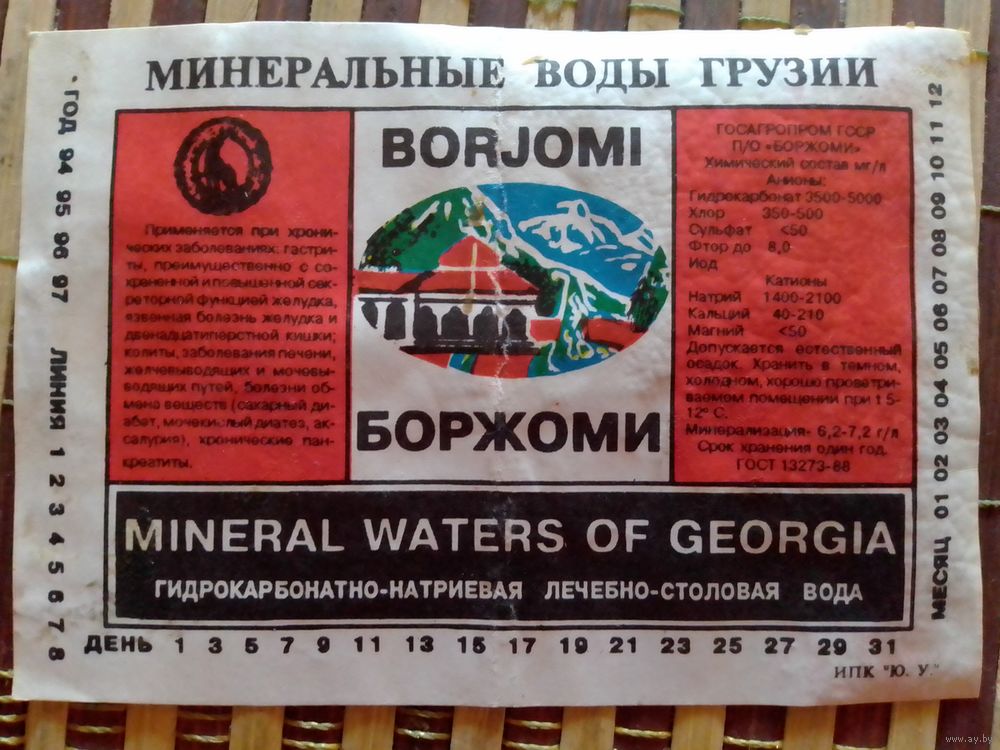 МИНЕРАЛЬНЫЕ ВОДЫ ГРУЗИИ
ГОД 94 95 96 97 ЛИНИЯ 1 2 3 4 5 6 7 8
Применяется при хрони-
ческих заболеваниях: гастри-
ты, преимущественно с со-
храненной и повышенной сек-
реторной функцией желудка,
язвенная болезнь желудка и
двенадцатиперстной кишки;
колиты, заболевания печени,
желчевыводящих и мочевы-
водящих путей, болезни об-
мена веществ (сахарный ди-
абет, мочекислый диатез, ок-
салурия), хронические пан-
креатиты.
BORJOMI
БОРЖОМИ
ГОСАГРОПРОМ ГССР
П/О «БОРЖОМИ»
Химический состав мг/л
Анионы:
Гидрокарбонат 3500-5000
Хлор 350-500
Сульфат <50
Фтор до 8,0
Иод
Катионы
Натрий 1400-2100
Кальций 40-210
Магний <50
Допускается естественный
осадок. Хранить в темном,
холодном, хорошо проветри-
ваемом помещении при t 5-
12° С.
Минерализация- 6,2-7,2 г/л
Срок хранения один год.
ГОСТ 13273-88
МЕСЯЦ 01 02 03 04 05 06 07 08 09 10 11 12
MINERAL WATERS OF GEORGIA
ГИДРОКАРБОНАТНО-НАТРИЕВАЯ ЛЕЧЕБНО-СТОЛОВАЯ ВОДА
ДЕНЬ 1 3 5 7 9 11 13 15 17 19 21 23 25 27 29 31
ИПК "Ю. У."
www.ay.by